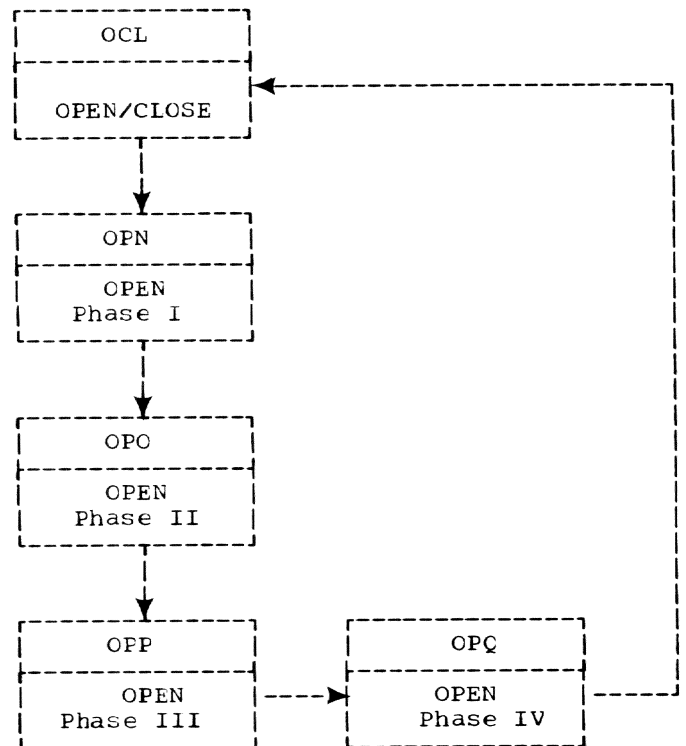 OCL
OPEN/CLOSE
OPN
OPEN
Phase I
OPO
OPEN
Phase II
OPP
OPEN
Phase III
OPQ
OPEN
Phase IV